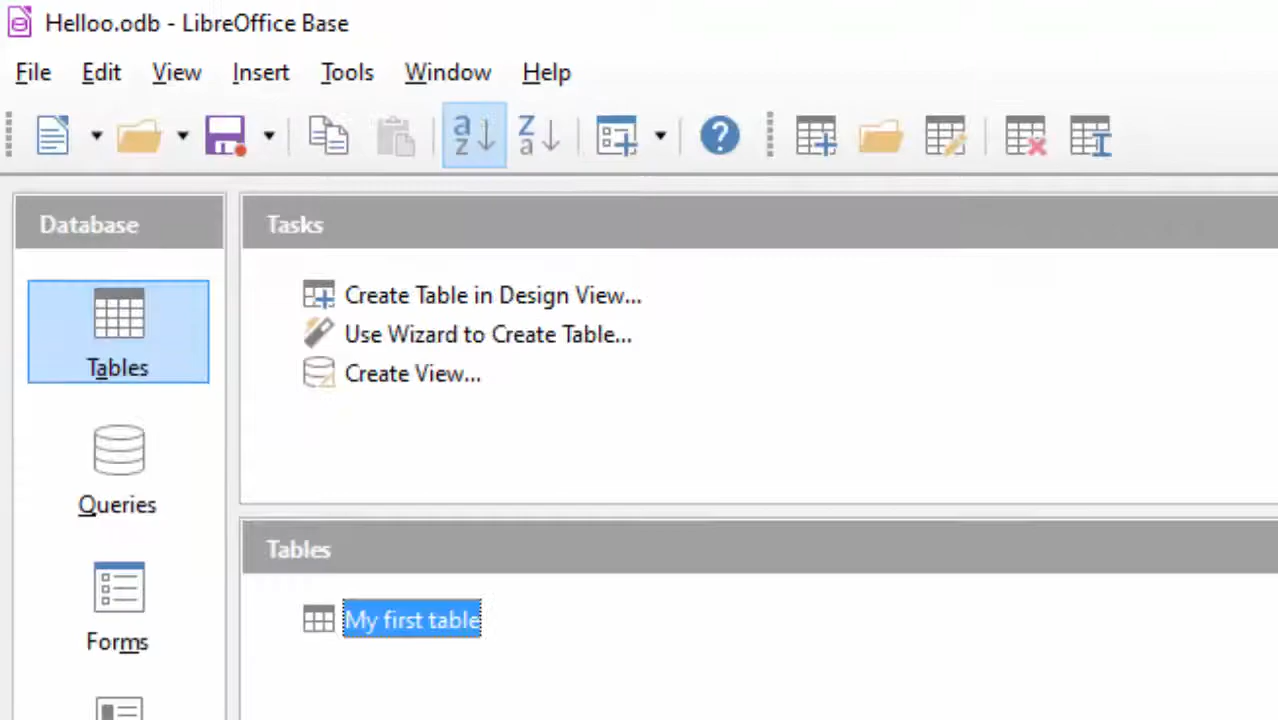 Helloo.odb - LibreOffice Base
File Edit View Insert Tools Window Help
Database
Tasks
Create Table in Design View...
Use Wizard to Create Table...
Create View...
Tables
Queries
Forms
Tables
My first table